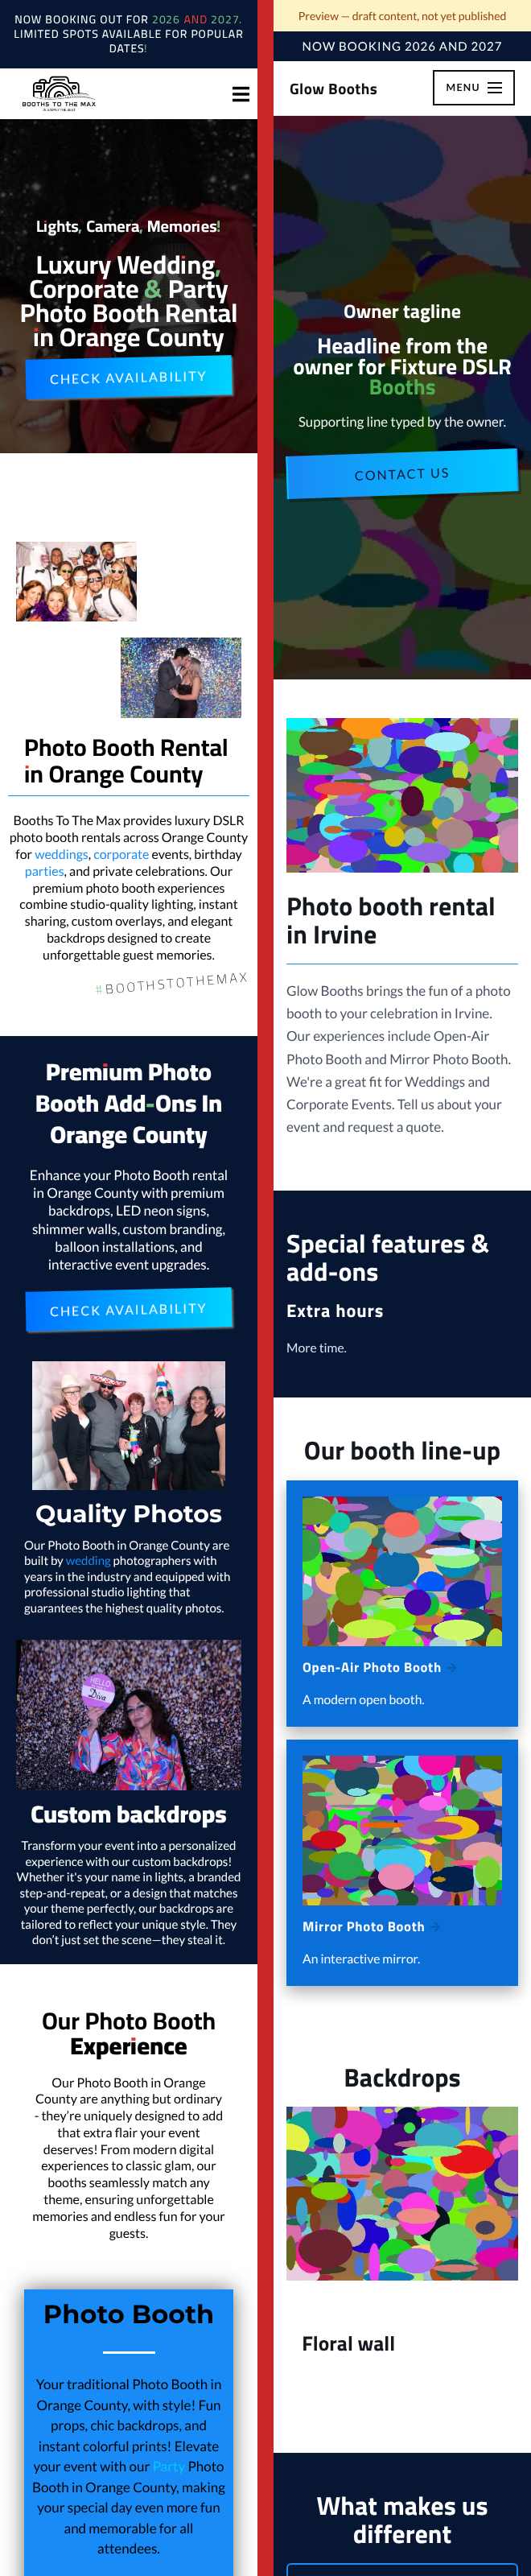 NOW BOOKING OUT FOR 2026 AND 2027.
LIMITED SPOTS AVAILABLE FOR POPULAR
DATES!
BOOTHS TO THE MAX
Lights, Camera, Memories!
Luxury Wedding,
Corporate & Party
Photo Booth Rental
in Orange County
CHECK AVAILABILITY
Photo Booth Rental
in Orange County
Booths To The Max provides luxury DSLR
photo booth rentals across Orange County
for weddings, corporate events, birthday
parties, and private celebrations. Our
premium photo booth experiences
combine studio-quality lighting, instant
sharing, custom overlays, and elegant
backdrops designed to create
unforgettable guest memories.
#BOOTHSTOTHEMAX
Premium Photo
Booth Add-Ons In
Orange County
Enhance your Photo Booth rental
in Orange County with premium
backdrops, LED neon signs,
shimmer walls, custom branding,
balloon installations, and
interactive event upgrades.
CHECK AVAILABILITY
Quality Photos
Our Photo Booth in Orange County are
built by wedding photographers with
years in the industry and equipped with
professional studio lighting that
guarantees the highest quality photos.
HELLO
Diva
Custom backdrops
Transform your event into a personalized
experience with our custom backdrops!
Whether it's your name in lights, a branded
step-and-repeat, or a design that matches
your theme perfectly, our backdrops are
tailored to reflect your unique style. They
don’t just set the scene—they steal it.
Our Photo Booth
Experience
Our Photo Booth in Orange
County are anything but ordinary
- they’re uniquely designed to add
that extra flair your event
deserves! From modern digital
experiences to classic glam, our
booths seamlessly match any
theme, ensuring unforgettable
memories and endless fun for your
guests.
Photo Booth
Your traditional Photo Booth in
Orange County, with style! Fun
props, chic backdrops, and
instant colorful prints! Elevate
your event with our Party Photo
Booth in Orange County, making
your special day even more fun
and memorable for all
attendees.
Preview — draft content, not yet published
NOW BOOKING 2026 AND 2027
Glow Booths
MENU
Owner tagline
Headline from the
owner for Fixture DSLR
Booths
Supporting line typed by the owner.
CONTACT US
Photo booth rental
in Irvine
Glow Booths brings the fun of a photo
booth to your celebration in Irvine.
Our experiences include Open-Air
Photo Booth and Mirror Photo Booth.
We're a great fit for Weddings and
Corporate Events. Tell us about your
event and request a quote.
Special features &
add-ons
Extra hours
More time.
Our booth line-up
Open-Air Photo Booth →
A modern open booth.
Mirror Photo Booth →
An interactive mirror.
Backdrops
Floral wall
What makes us
different